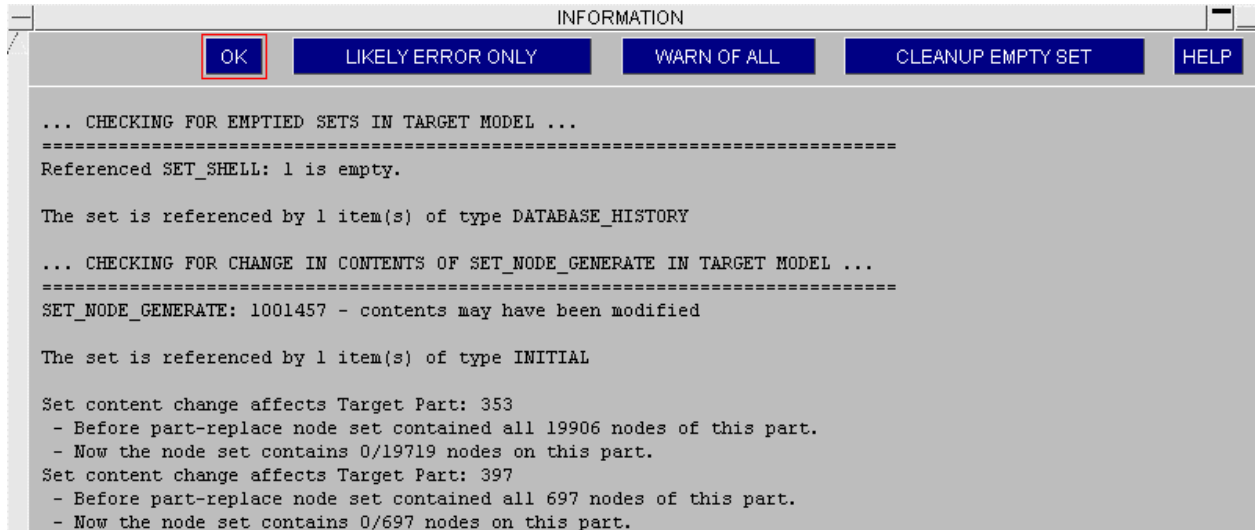 INFORMATION
OK LIKELY ERROR ONLY WARN OF ALL CLEANUP EMPTY SET HELP
... CHECKING FOR EMPTIED SETS IN TARGET MODEL ...
===============================================================================
Referenced SET_SHELL: 1 is empty.
The set is referenced by 1 item(s) of type DATABASE_HISTORY
... CHECKING FOR CHANGE IN CONTENTS OF SET_NODE_GENERATE IN TARGET MODEL ...
===============================================================================
SET_NODE_GENERATE: 1001457 - contents may have been modified
The set is referenced by 1 item(s) of type INITIAL
Set content change affects Target Part: 353
- Before part-replace node set contained all 19906 nodes of this part.
- Now the node set contains 0/19719 nodes on this part.
Set content change affects Target Part: 397
- Before part-replace node set contained all 697 nodes of this part.
- Now the node set contains 0/697 nodes on this part.